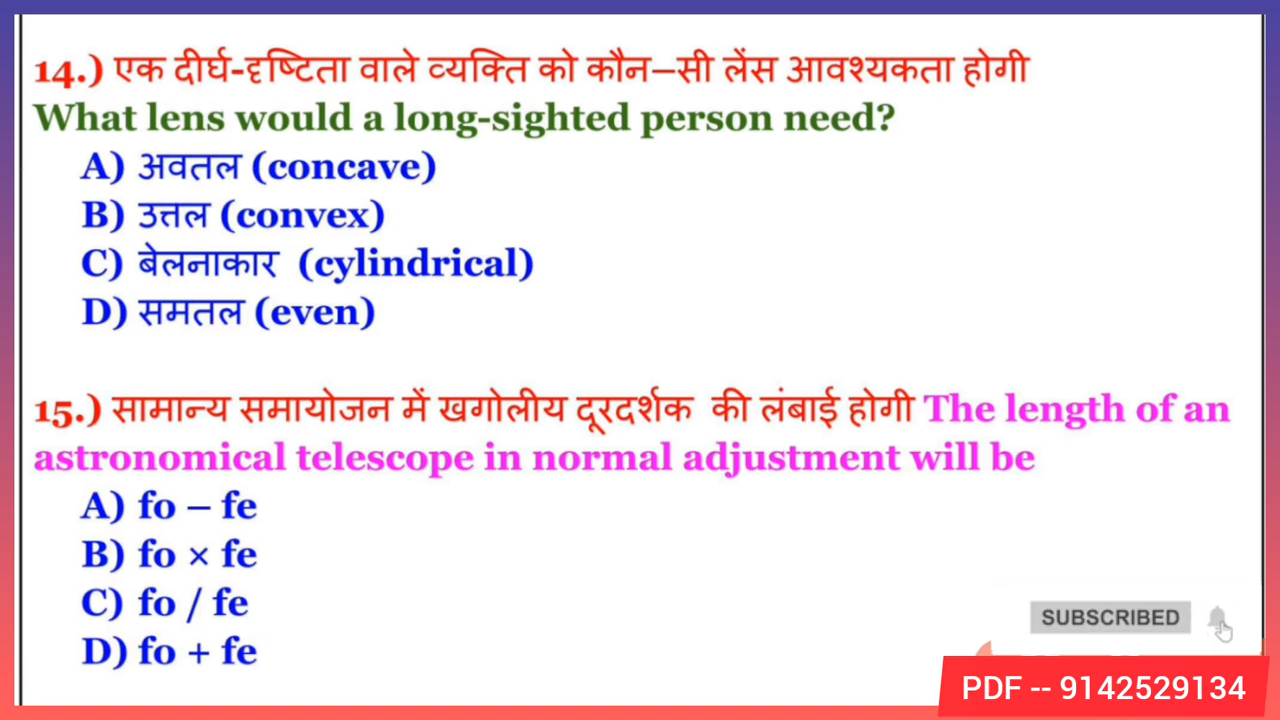 14.) एक दीर्घ-दृष्टिता वाले व्यक्ति को कौन–सी लेंस आवश्यकता होगी
What lens would a long-sighted person need?
A) अवतल (concave)
B) उत्तल (convex)
C) बेलनाकार (cylindrical)
D) समतल (even)
15.) सामान्य समायोजन में खगोलीय दूरदर्शक की लंबाई होगी The length of an
astronomical telescope in normal adjustment will be
A) fo – fe
B) fo × fe
C) fo / fe
D) fo + fe
SUBSCRIBED
PDF -- 9142529134